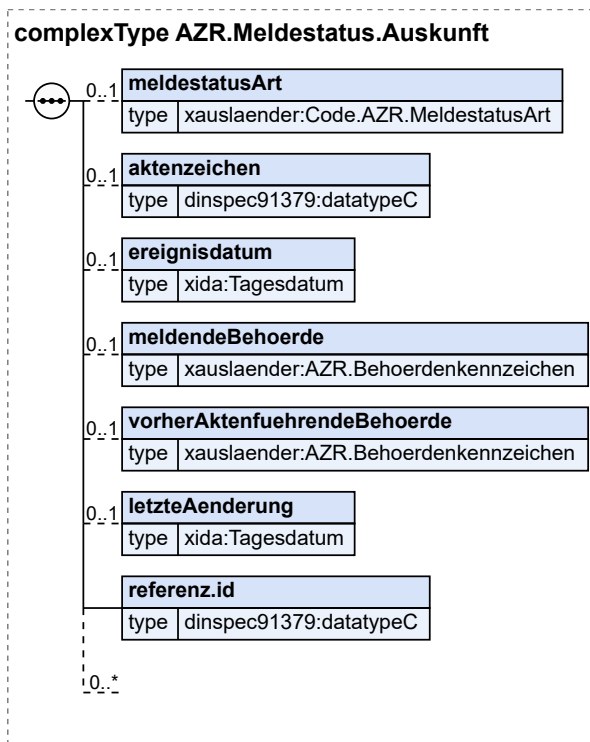 complexType AZR.Meldestatus.Auskunft
0..1 meldestatusArt
type xauslaender:Code.AZR.MeldestatusArt
0..1 aktenzeichen
type dinspec91379:datatypeC
0..1 ereignisdatum
type xida:Tagesdatum
0..1 meldendeBehoerde
type xauslaender:AZR.Behoerdenkennzeichen
0..1 vorherAktenfuehrendeBehoerde
type xauslaender:AZR.Behoerdenkennzeichen
0..1 letzteAenderung
type xida:Tagesdatum
referenz.id
type dinspec91379:datatypeC
0..*